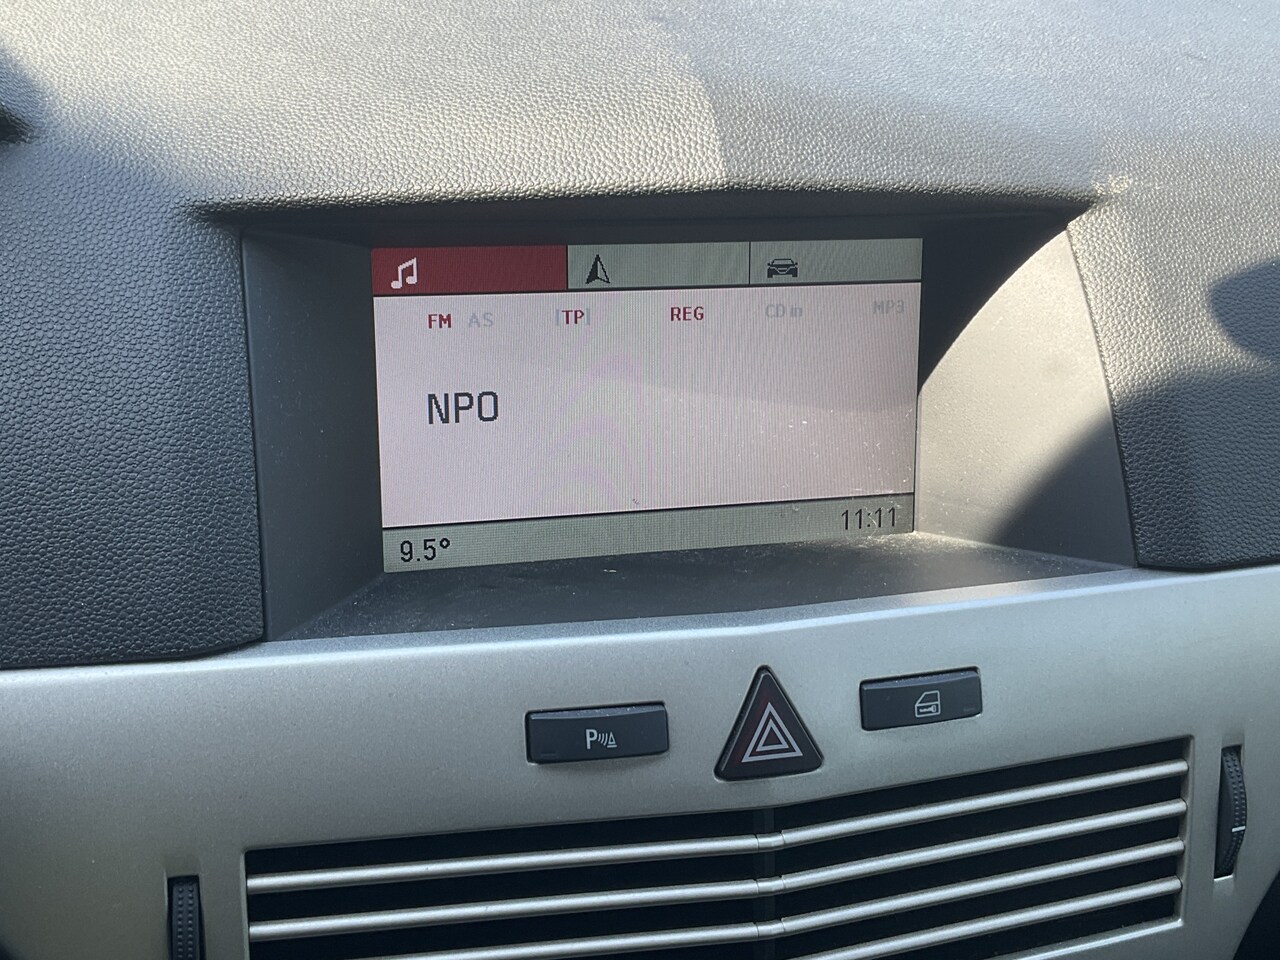 FM AS [TP] REG CD in MP3
NPO
9.5° 11:11
P